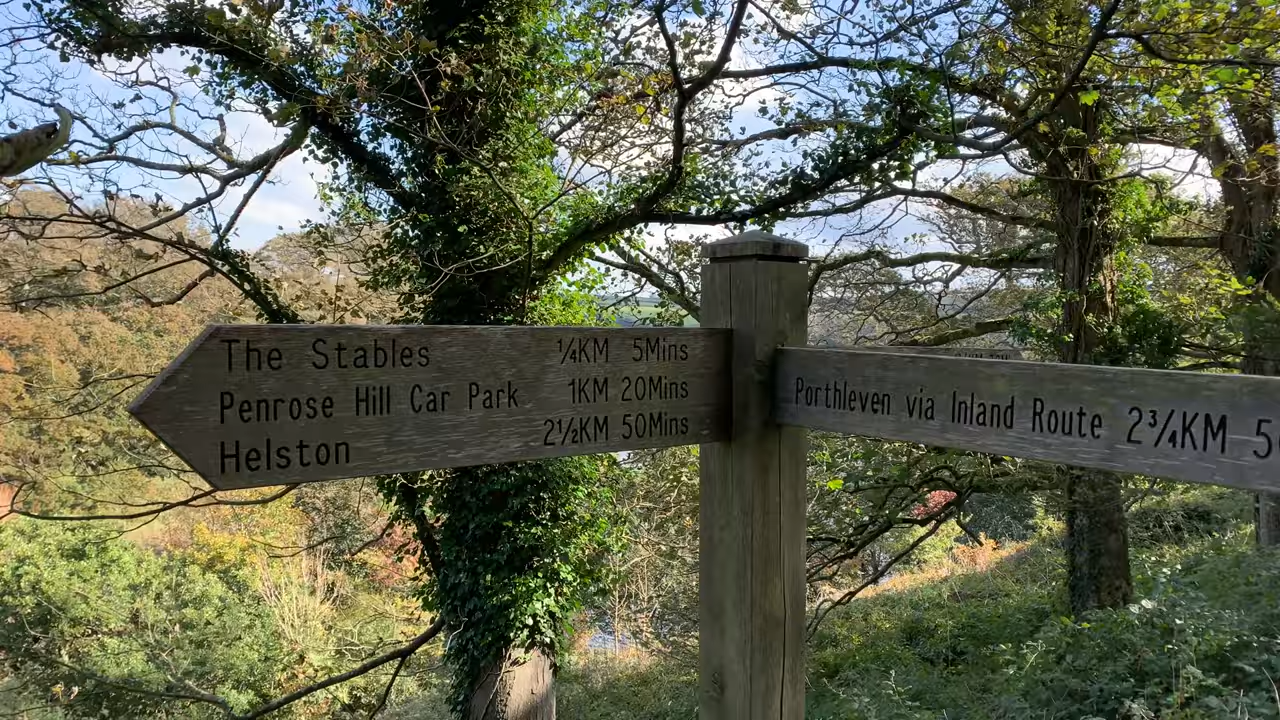 The Stables ¼KM 5Mins
Penrose Hill Car Park 1KM 20Mins
Helston 2½KM 50Mins
Porthleven via Inland Route 2¾KM 5